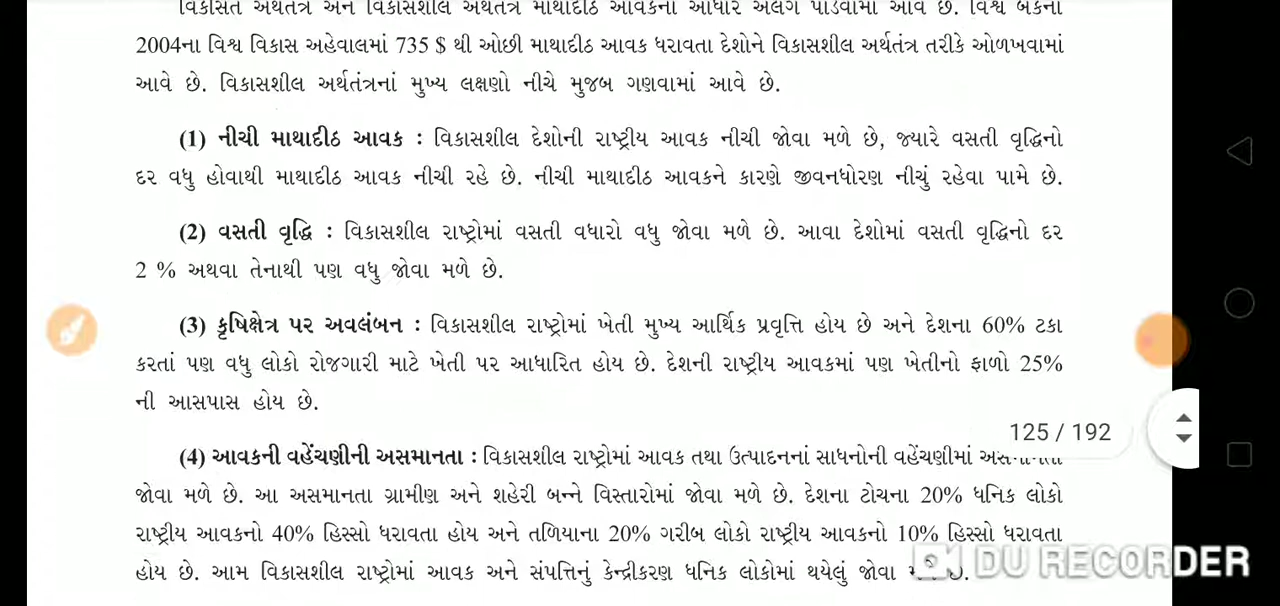 વિકસિત અર્થતંત્ર અને વિકાસશીલ અર્થતંત્ર માથાદીઠ આવકના આધારે અલગ પાડવામાં આવે છે. વિશ્વ બેંકના
2004ના વિશ્વ વિકાસ અહેવાલમાં 735 $ થી ઓછી માથાદીઠ આવક ધરાવતા દેશોને વિકાસશીલ અર્થતંત્ર તરીકે ઓળખવામાં
આવે છે. વિકાસશીલ અર્થતંત્રનાં મુખ્ય લક્ષણો નીચે મુજબ ગણવામાં આવે છે.
(1) નીચી માથાદીઠ આવક : વિકાસશીલ દેશોની રાષ્ટ્રીય આવક નીચી જોવા મળે છે, જ્યારે વસતી વૃદ્ધિનો
દર વધુ હોવાથી માથાદીઠ આવક નીચી રહે છે. નીચી માથાદીઠ આવકને કારણે જીવનધોરણ નીચું રહેવા પામે છે.
(2) વસતી વૃદ્ધિ : વિકાસશીલ રાષ્ટ્રોમાં વસતી વધારો વધુ જોવા મળે છે. આવા દેશોમાં વસતી વૃદ્ધિનો દર
2 % અથવા તેનાથી પણ વધુ જોવા મળે છે.
(3) કૃષિક્ષેત્ર પર અવલંબન : વિકાસશીલ રાષ્ટ્રોમાં ખેતી મુખ્ય આર્થિક પ્રવૃત્તિ હોય છે અને દેશના 60% ટકા
કરતાં પણ વધુ લોકો રોજગારી માટે ખેતી પર આધારિત હોય છે. દેશની રાષ્ટ્રીય આવકમાં પણ ખેતીનો ફાળો 25%
ની આસપાસ હોય છે.
125 / 192
(4) આવકની વહેંચણીની અસમાનતા : વિકાસશીલ રાષ્ટ્રોમાં આવક તથા ઉત્પાદનનાં સાધનોની વહેંચણીમાં અસમાનતા
જોવા મળે છે. આ અસમાનતા ગ્રામીણ અને શહેરી બન્ને વિસ્તારોમાં જોવા મળે છે. દેશના ટોચના 20% ધનિક લોકો
રાષ્ટ્રીય આવકનો 40% હિસ્સો ધરાવતા હોય અને તળિયાના 20% ગરીબ લોકો રાષ્ટ્રીય આવકનો 10% હિસ્સો ધરાવતા
હોય છે. આમ વિકાસશીલ રાષ્ટ્રોમાં આવક અને સંપત્તિનું કેન્દ્રીકરણ ધનિક લોકોમાં થયેલું જોવા
DU RECORDER